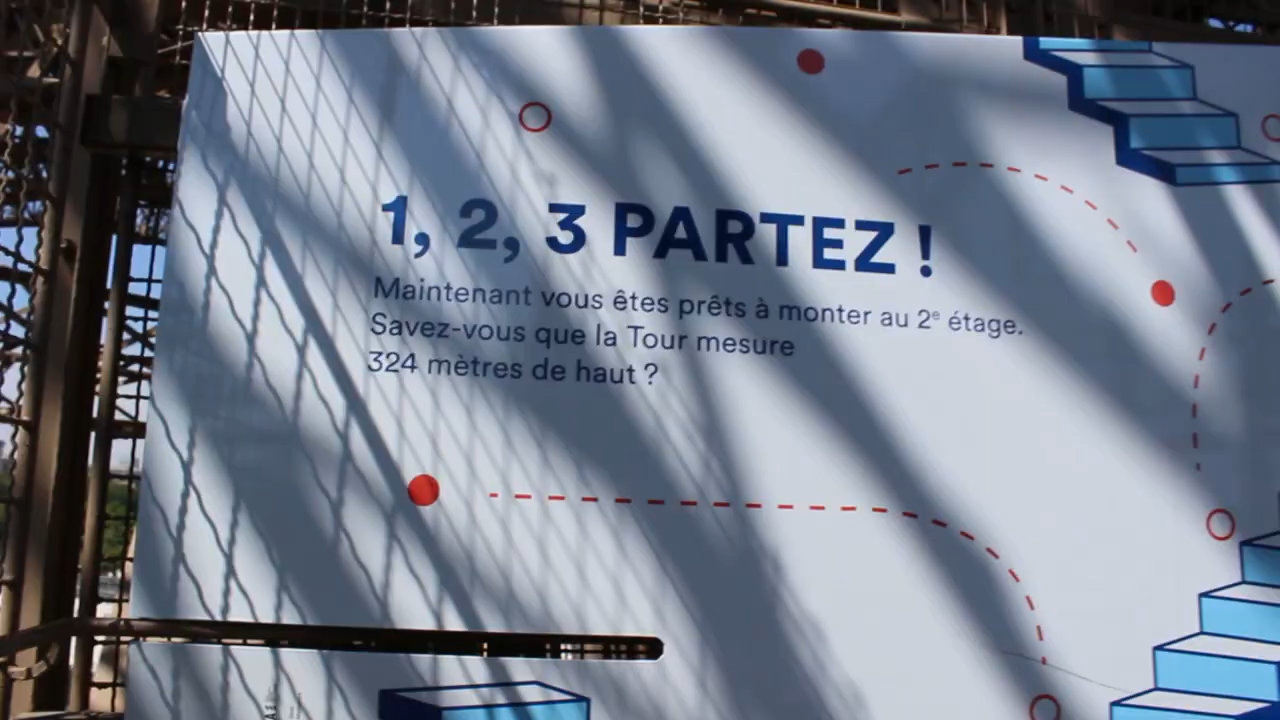 1, 2, 3 PARTEZ !
Maintenant vous êtes prêts à monter au 2e étage.
Savez-vous que la Tour mesure
324 mètres de haut ?